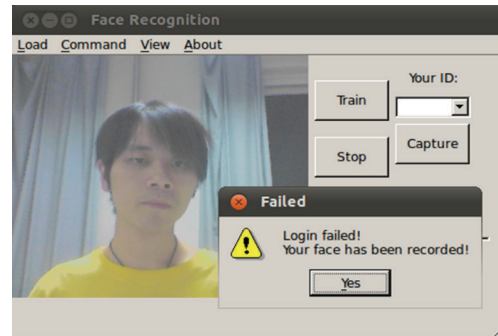 Face Recognition
Load Command View About
Your ID:
Train
Capture
Stop
Failed
Login failed!
Your face has been recorded!
Yes